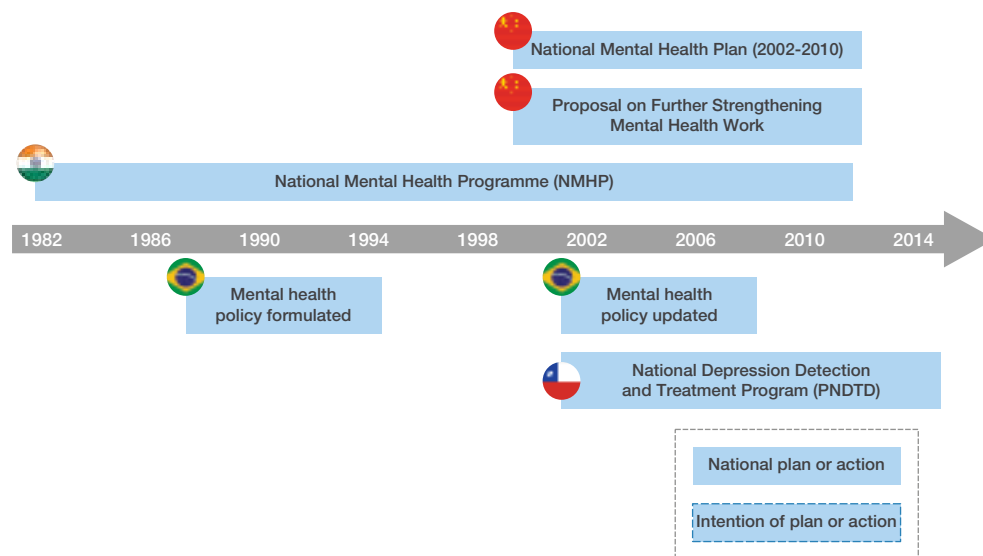 National Mental Health Plan (2002-2010)
Proposal on Further Strengthening
Mental Health Work
National Mental Health Programme (NMHP)
1982 1986 1990 1994 1998 2002 2006 2010 2014
Mental health
policy formulated
Mental health
policy updated
National Depression Detection
and Treatment Program (PNDTD)
National plan or action
Intention of plan or action